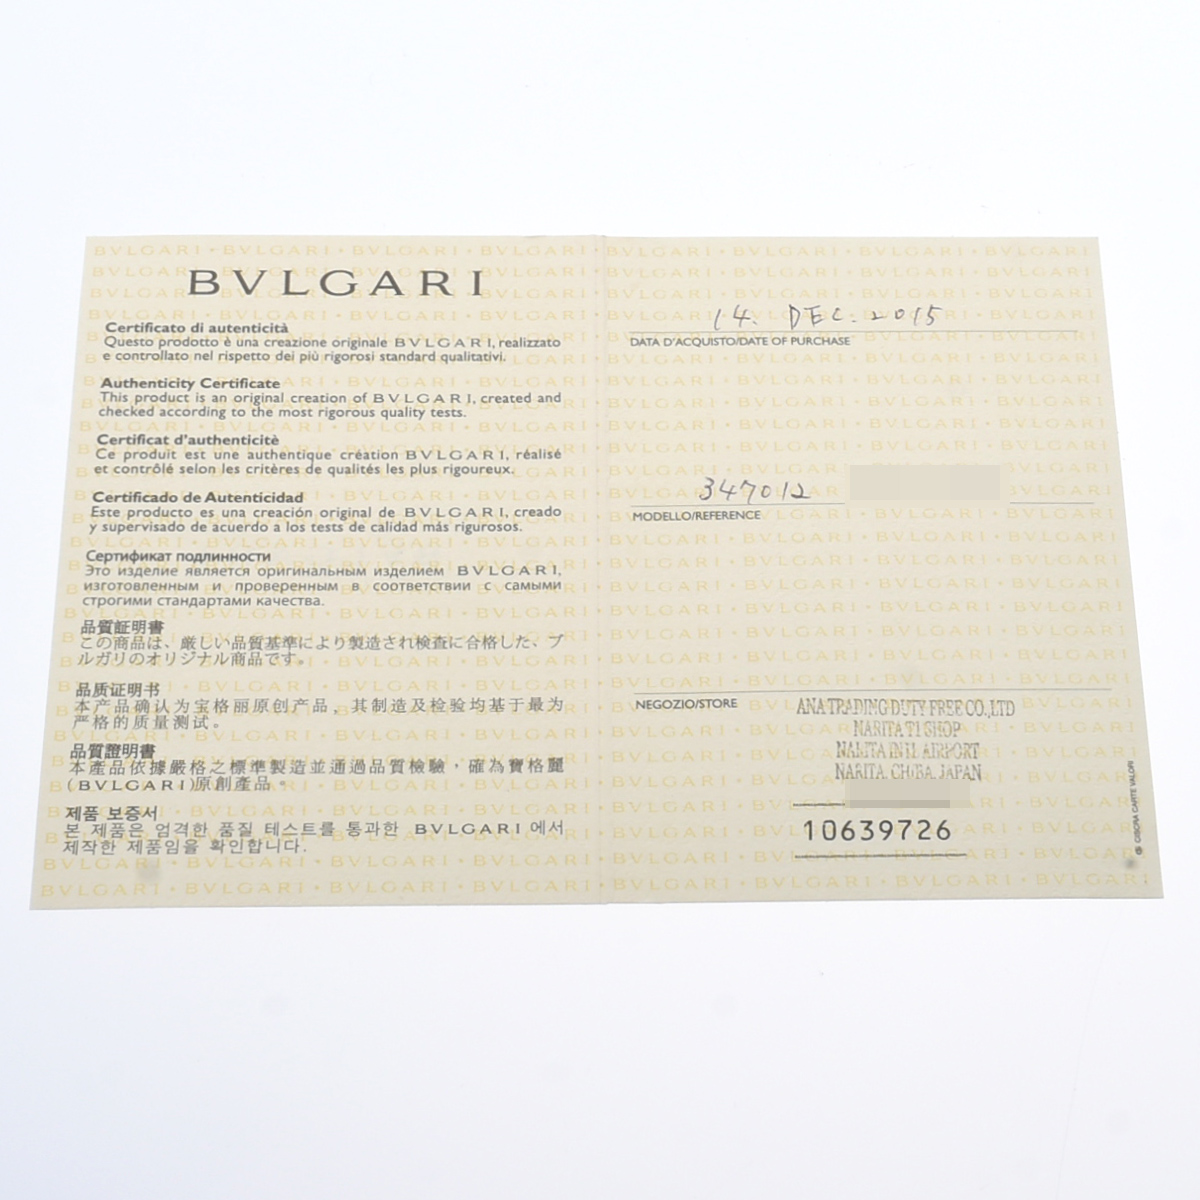 BVLGARI
Certificato di autenticità
Questo prodotto è una creazione originale BVLGARI, realizzato
e controllato nel rispetto dei più rigorosi standard qualitativi.
Authenticity Certificate
This product is an original creation of BVLGARI, created and
checked according to the most rigorous quality tests.
Certificat d'authenticitè
Ce produit est une authentique création BVLGARI, réalisé
et contrôlé selon les critères de qualités les plus rigoureux.
Certificado de Autenticidad
Este producto es una creación original de BVLGARI, creado
y supervisado de acuerdo a los tests de calidad más rigurosos.
Сертификат подлинности
Это изделие является оригинальным изделием BVLGARI,
изготовленным и проверенным в соответствии с самыми
строгими стандартами качества.
品質証明書
この商品は、厳しい品質基準により製造され検査に合格した、ブ
ルガリのオリジナル商品です。
品质证明书
本产品确认为宝格丽原创产品，其制造及检验均基于最为
严格的质量测试。
品質證明書
本產品依據嚴格之標準製造並通過品質檢驗，確為寶格麗
(BVLGARI)原創產品。
제품 보증서
본 제품은 엄격한 품질 테스트를 통과한 BVLGARI 에서
제작한 제품임을 확인합니다.
14. DEC. 2015
DATA D'ACQUISTO/DATE OF PURCHASE
347012
MODELLO/REFERENCE
NEGOZIO/STORE
ANA TRADING DUTY FREE CO.,LTD
NARITA T1 SHOP
NARITA IN'TL AIRPORT
NARITA, CHIBA, JAPAN
10639726
CISCRA CARTE VALORI